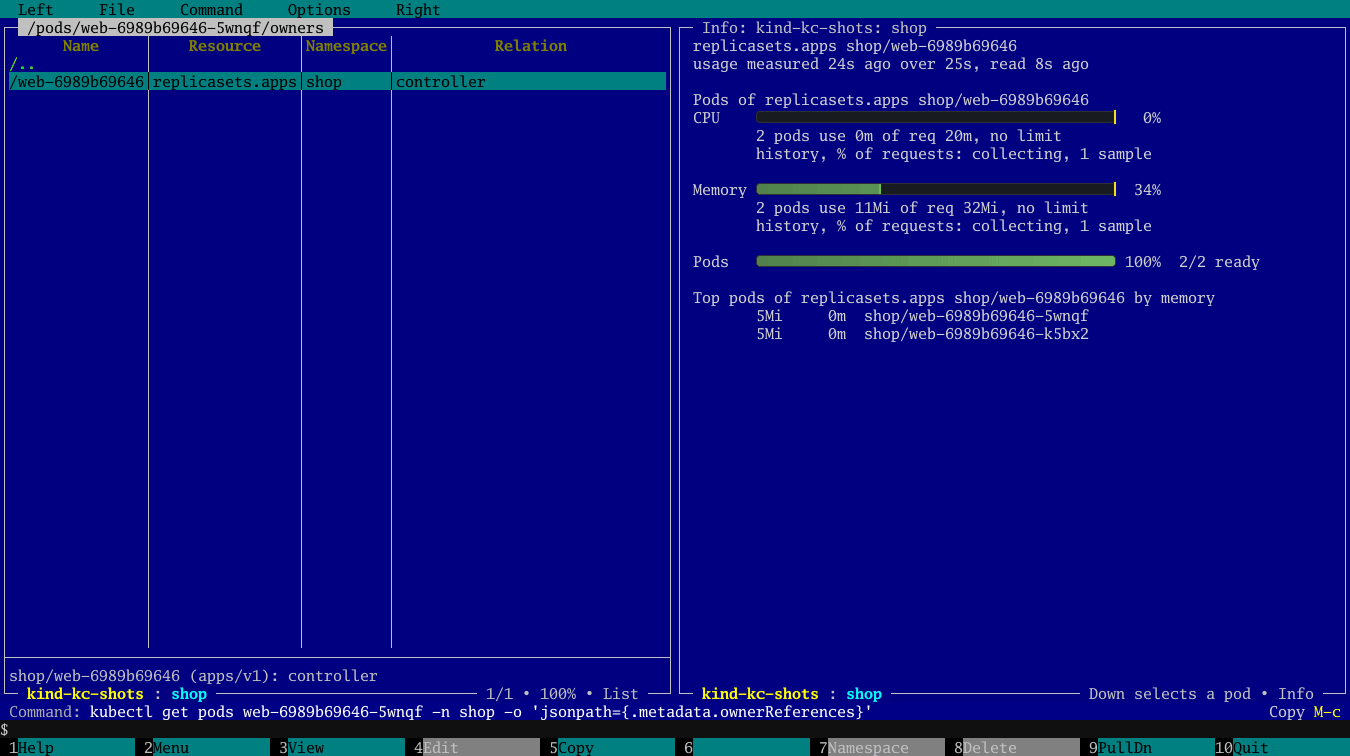 Left File Command Options Right
/pods/web-6989b69646-5wnqf/owners
Name Resource Namespace Relation
/..
/web-6989b69646 replicasets.apps shop controller
shop/web-6989b69646 (apps/v1): controller
kind-kc-shots : shop 1/1 • 100% • List
Info: kind-kc-shots: shop
replicasets.apps shop/web-6989b69646
usage measured 24s ago over 25s, read 8s ago
Pods of replicasets.apps shop/web-6989b69646
CPU 0%
2 pods use 0m of req 20m, no limit
history, % of requests: collecting, 1 sample
Memory 34%
2 pods use 11Mi of req 32Mi, no limit
history, % of requests: collecting, 1 sample
Pods 100% 2/2 ready
Top pods of replicasets.apps shop/web-6989b69646 by memory
5Mi 0m shop/web-6989b69646-5wnqf
5Mi 0m shop/web-6989b69646-k5bx2
kind-kc-shots : shop Down selects a pod • Info
Command: kubectl get pods web-6989b69646-5wnqf -n shop -o 'jsonpath={.metadata.ownerReferences}' Copy M-c
$
1Help 2Menu 3View 4Edit 5Copy 6 7Namespace 8Delete 9PullDn 10Quit